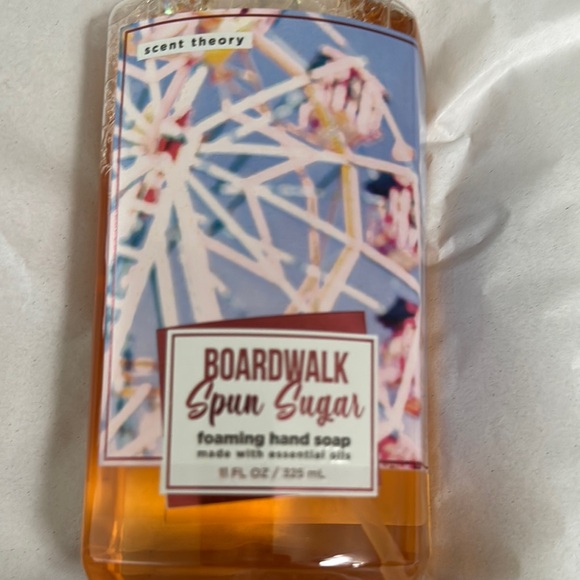 scent theory
BOARDWALK
Spun Sugar
foaming hand soap
made with essential oils
11 FL OZ / 325 mL